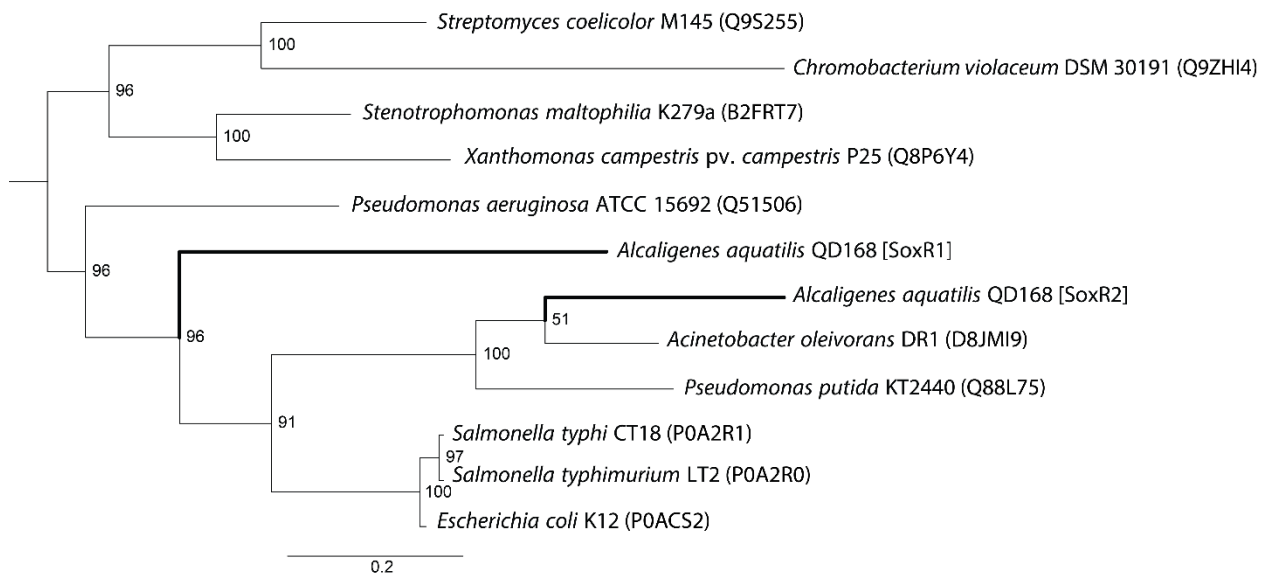 Streptomyces coelicolor M145 (Q9S255)
100
Chromobacterium violaceum DSM 30191 (Q9ZHI4)
96
Stenotrophomonas maltophilia K279a (B2FRT7)
100
Xanthomonas campestris pv. campestris P25 (Q8P6Y4)
Pseudomonas aeruginosa ATCC 15692 (Q51506)
96
Alcaligenes aquatilis QD168 [SoxR1]
96
Alcaligenes aquatilis QD168 [SoxR2]
51
Acinetobacter oleivorans DR1 (D8JMI9)
100
Pseudomonas putida KT2440 (Q88L75)
91
Salmonella typhi CT18 (P0A2R1)
97
Salmonella typhimurium LT2 (P0A2R0)
100
Escherichia coli K12 (P0ACS2)
0.2